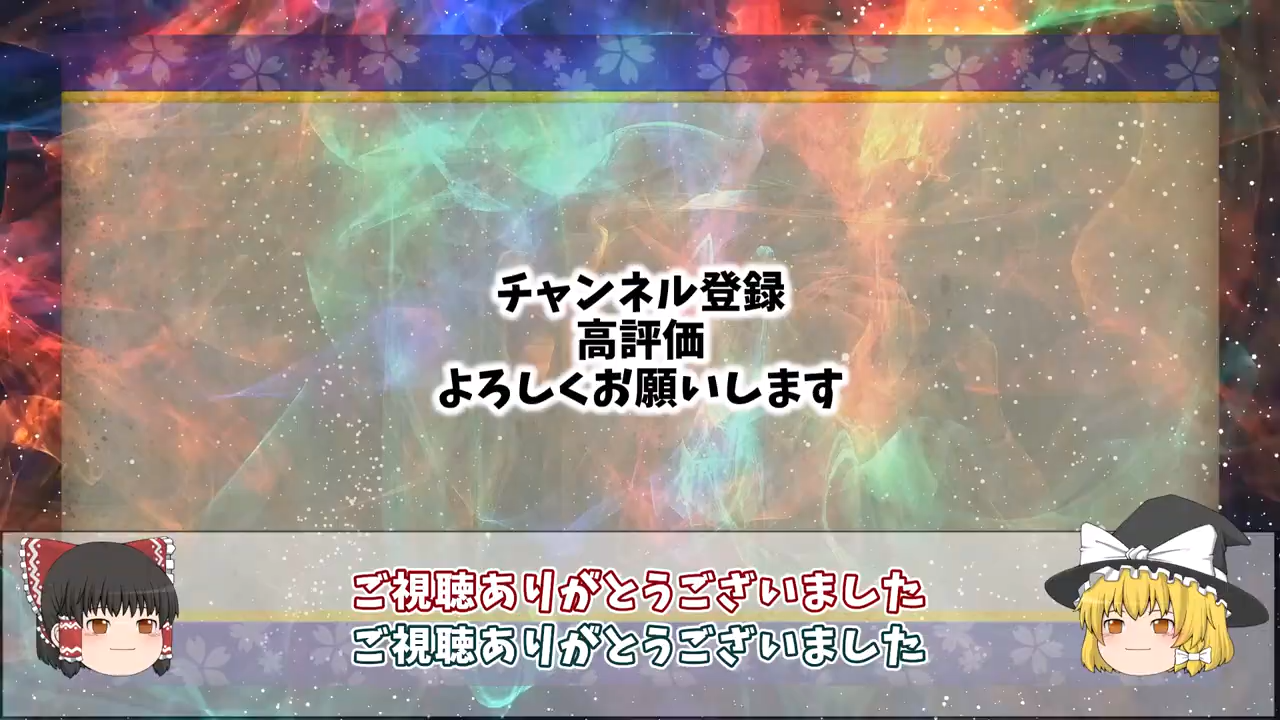 チャンネル登録
高評価
よろしくお願いします
ご視聴ありがとうございました
ご視聴ありがとうございました